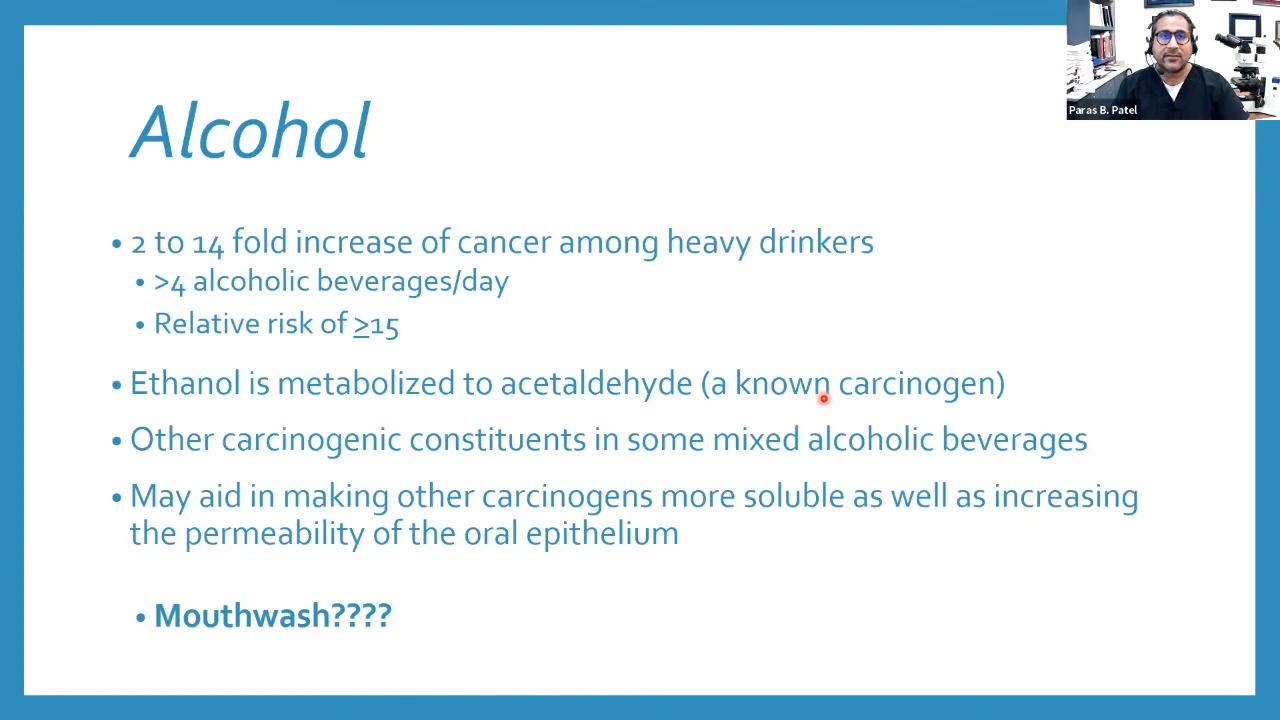 Paras B. Patel
Alcohol
• 2 to 14 fold increase of cancer among heavy drinkers
• >4 alcoholic beverages/day
• Relative risk of ≥15
• Ethanol is metabolized to acetaldehyde (a known carcinogen)
• Other carcinogenic constituents in some mixed alcoholic beverages
• May aid in making other carcinogens more soluble as well as increasing
the permeability of the oral epithelium
• Mouthwash????